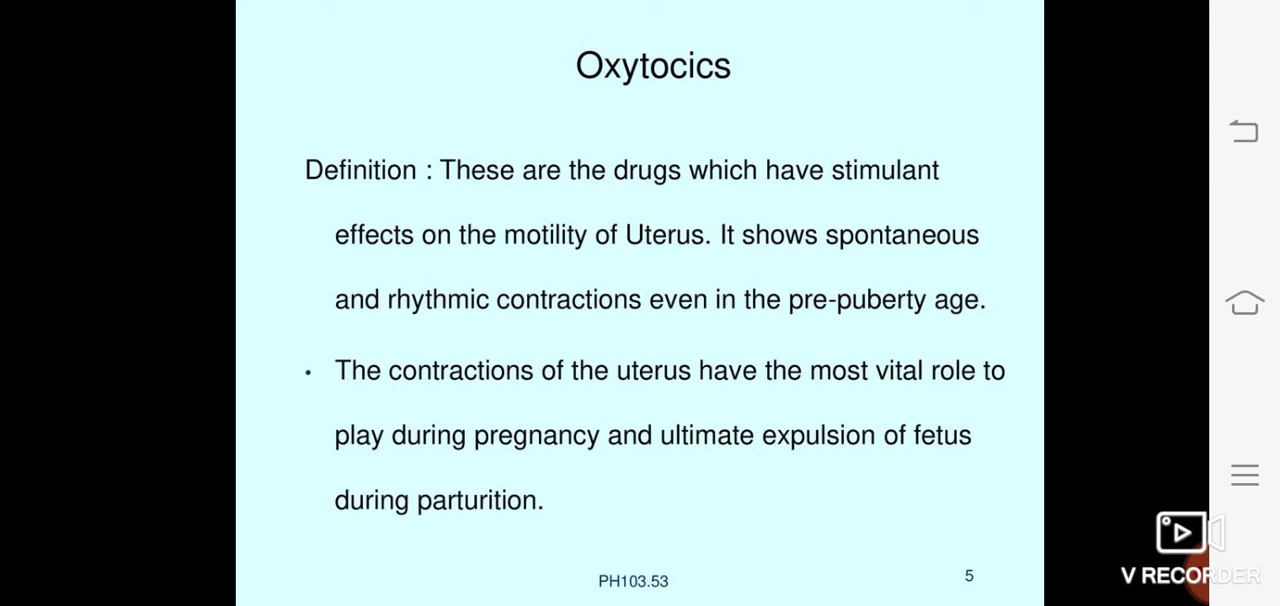 Oxytocics
Definition : These are the drugs which have stimulant
effects on the motility of Uterus. It shows spontaneous
and rhythmic contractions even in the pre-puberty age.
• The contractions of the uterus have the most vital role to
play during pregnancy and ultimate expulsion of fetus
during parturition.
PH103.53
5
V RECORDER